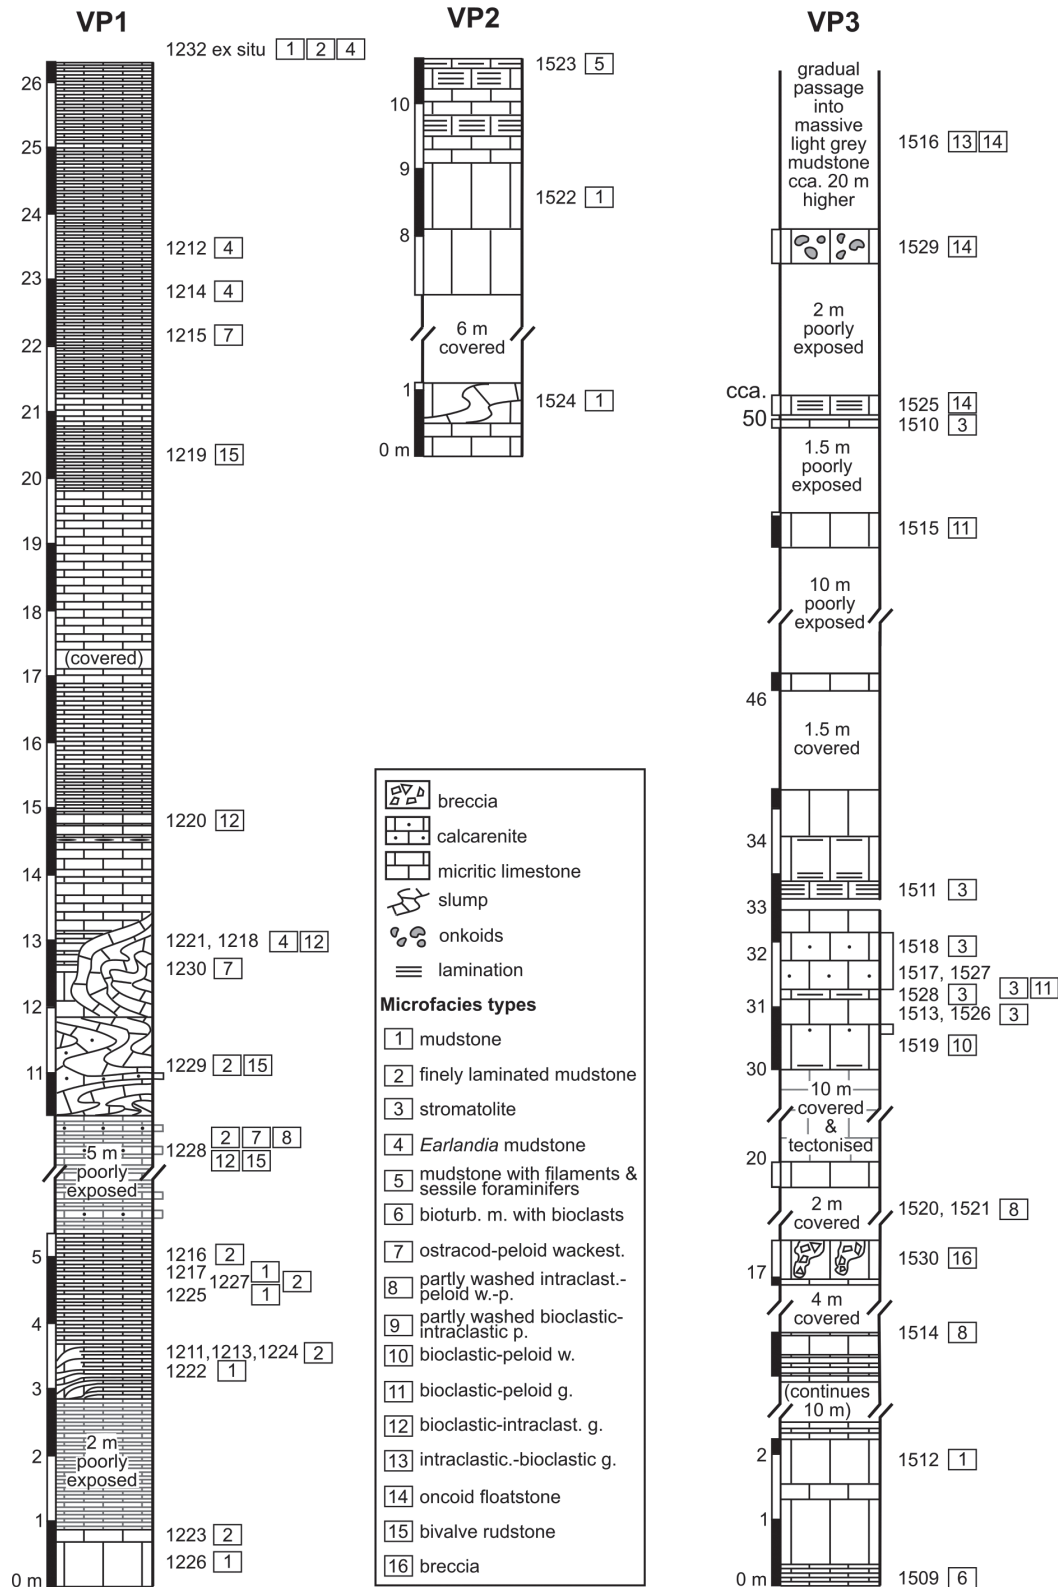 VP1
1232 ex situ 1 2 4
26
25
24
1212 4
23
1214 4
1215 7
22
21
1219 15
20
19
18
(covered)
17
16
15
1220 12
14
13
1221, 1218 4 12
1230 7
12
1229 2 15
11
1228 2 7 8
12 15
5 m
poorly
exposed
5
1216 2
1217 1
1227 2
1225 1
4
1211,1213,1224 2
1222 1
3
2 m
poorly
exposed
2
1
1223 2
1226 1
0 m
VP2
1523 5
10
9
1522 1
8
6 m
covered
1
1524 1
0 m
breccia
calcarenite
micritic limestone
slump
onkoids
lamination
Microfacies types
1 mudstone
2 finely laminated mudstone
3 stromatolite
4 Earlandia mudstone
5 mudstone with filaments &
sessile foraminifers
6 bioturb. m. with bioclasts
7 ostracod-peloid wackest.
8 partly washed intraclast.-
peloid w.-p.
9 partly washed bioclastic-
intraclastic p.
10 bioclastic-peloid w.
11 bioclastic-peloid g.
12 bioclastic-intraclast. g.
13 intraclastic.-bioclastic g.
14 oncoid floatstone
15 bivalve rudstone
16 breccia
VP3
gradual
passage
into
massive
light grey
mudstone
cca. 20 m
higher
1516 13 14
1529 14
2 m
poorly
exposed
cca.
50
1525 14
1510 3
1.5 m
poorly
exposed
1515 11
10 m
poorly
exposed
46
1.5 m
covered
34
1511 3
33
1518 3
32
1517, 1527
3 11
1528 3
31
1513, 1526 3
1519 10
30
10 m
covered
&
tectonised
20
2 m
covered
1520, 1521 8
1530 16
17
4 m
covered
1514 8
(continues
10 m)
2
1512 1
1
0 m
1509 6